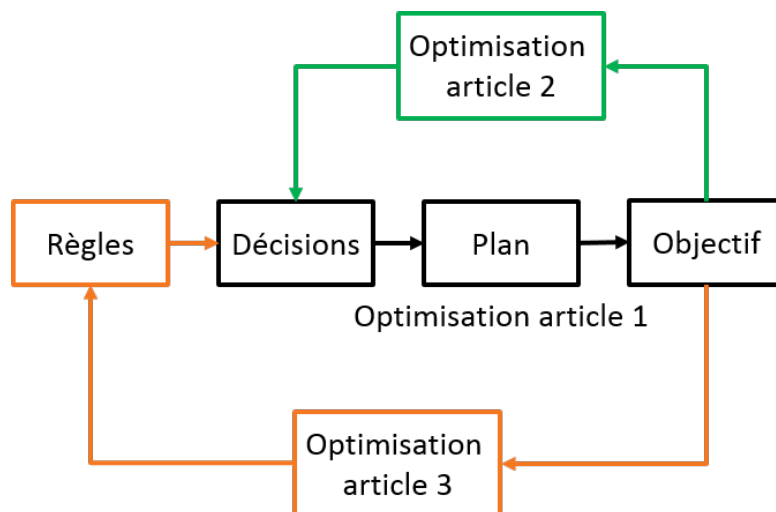 Optimisation
article 2
Règles
Décisions
Plan
Objectif
Optimisation article 1
Optimisation
article 3